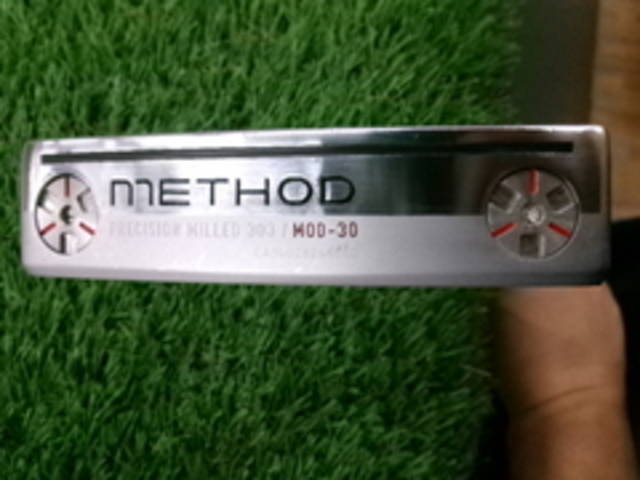 METHOD
PRECISION MILLED 303 / MOD-30